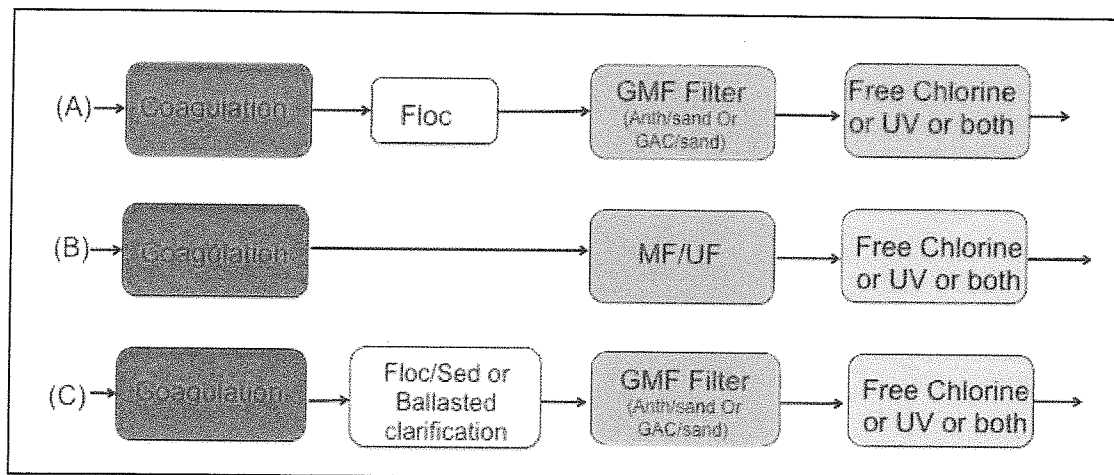 (A)
Coagulation
Floc
GMF Filter
(Anth/sand Or
GAC/sand)
Free Chlorine
or UV or both
(B)
Coagulation
MF/UF
Free Chlorine
or UV or both
(C)
Coagulation
Floc/Sed or
Ballasted
clarification
GMF Filter
(Anth/sand Or
GAC/sand)
Free Chlorine
or UV or both